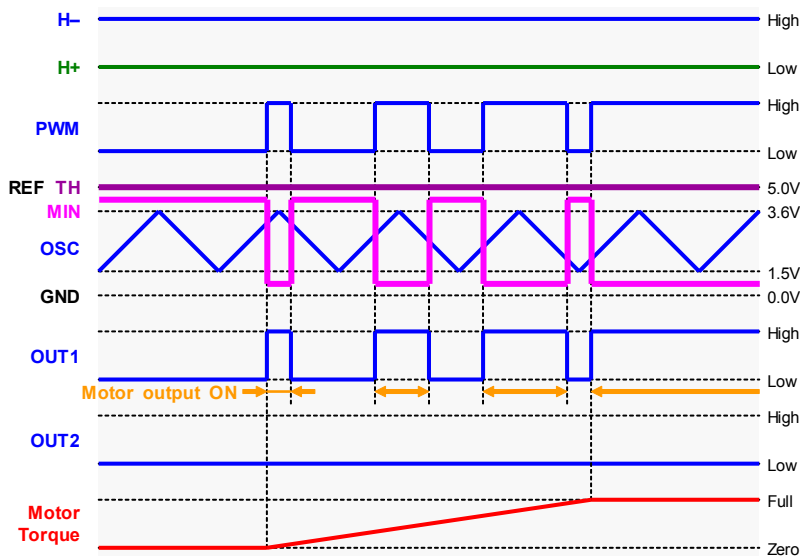 H– High
H+ Low
High
PWM
Low
REF TH 5.0V
MIN 3.6V
OSC
1.5V
GND 0.0V
High
OUT1
Low
Motor output ON
High
OUT2
Low
Full
Motor
Torque
Zero